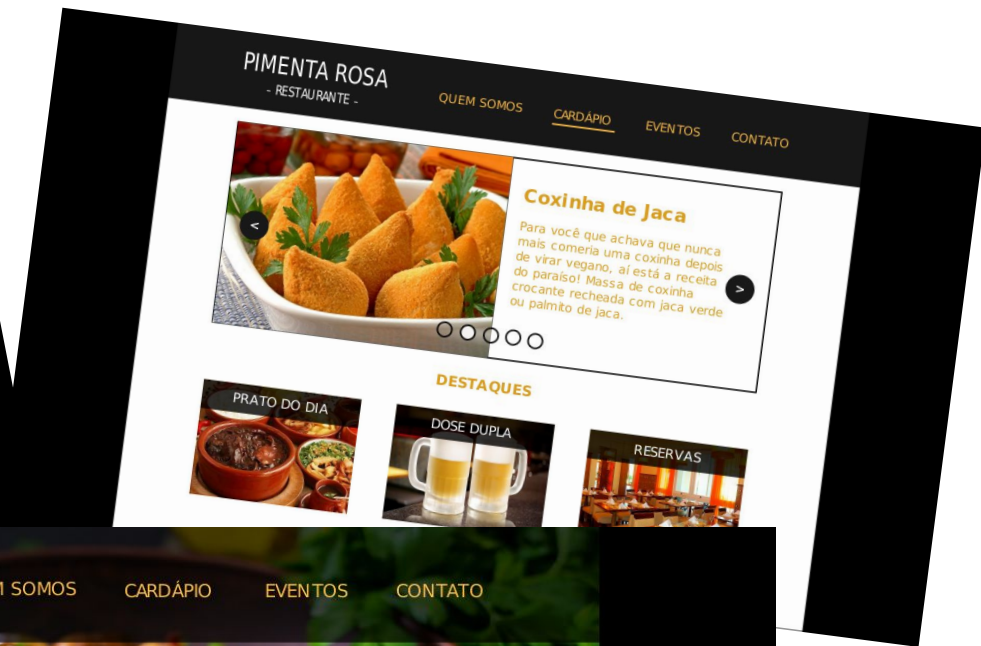 PIMENTA ROSA
- RESTAURANTE -
QUEM SOMOS
CARDÁPIO
EVENTOS
CONTATO
<
Coxinha de Jaca
Para você que achava que nunca
mais comeria uma coxinha depois
de virar vegano, aí está a receita
do paraíso! Massa de coxinha
crocante recheada com jaca verde
ou palmito de jaca.
>
DESTAQUES
PRATO DO DIA
DOSE DUPLA
RESERVAS
SOMOS
CARDÁPIO
EVENTOS
CONTATO